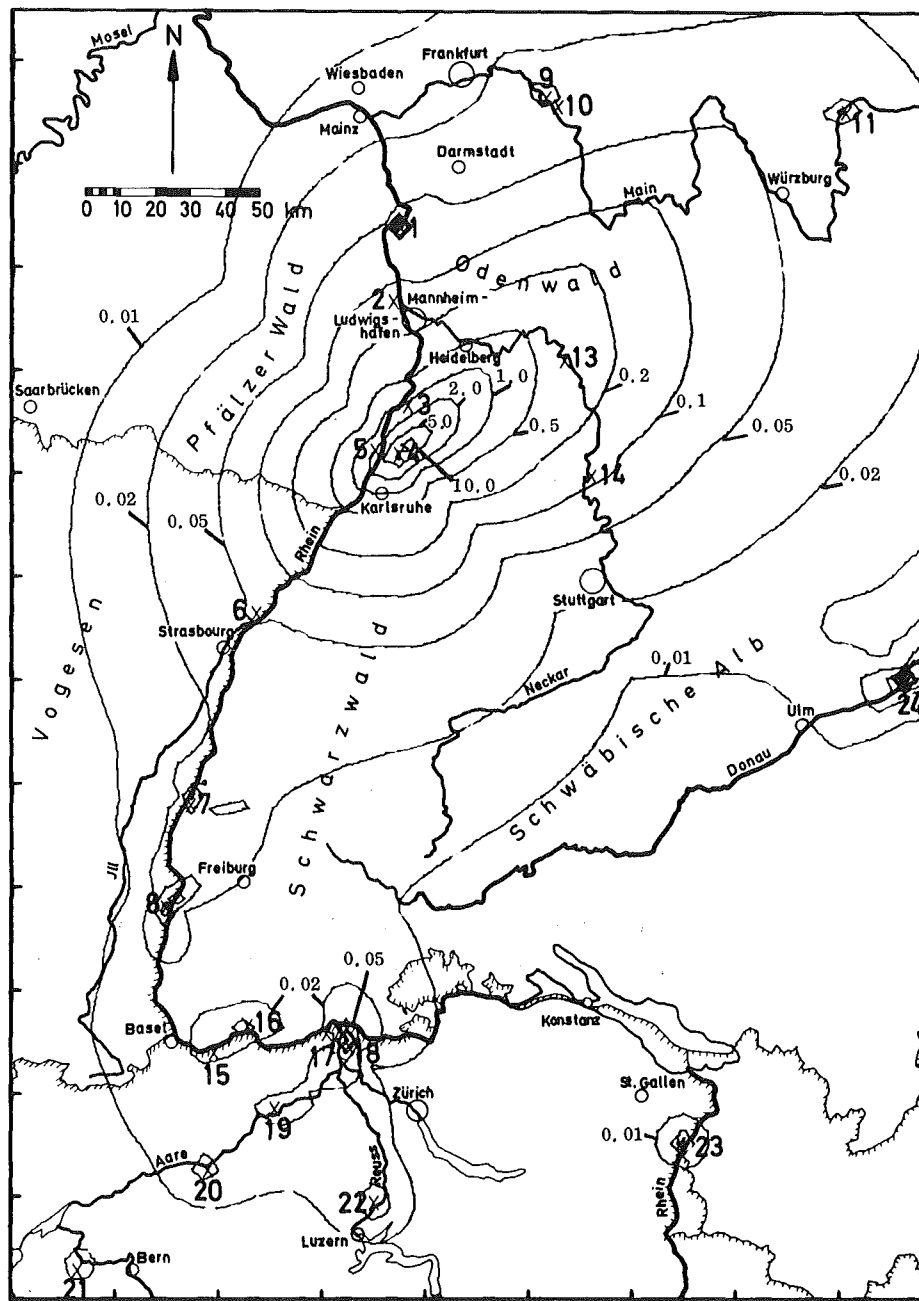 Mosel
N
Frankfurt
Wiesbaden
Mainz
9
10
11
Darmstadt
0 10 20 30 40 50 km
Main
Würzburg
1
Odenwald
0.01
Pfälzer Wald
2
Mannheim-
Ludwigs-
hafen
Heidelberg
13
Saarbrücken
3
2.0
1.0
0.2
0.1
5.0
0.5
0.05
5
4
14
0.02
10.0
Karlsruhe
0.02
0.05
Rhein
6
Strasbourg
Stuttgart
Vogesen
Schwarzwald
Neckar
0.01
Schwäbische Alb
24
Ulm
Donau
7
Jll
Freiburg
8
0.02
0.05
Basel
16
Konstanz
15
17
8
St. Gallen
Zürich
19
0.01
23
Aare
20
Reuss
22
Rhein
Luzern
Bern
21